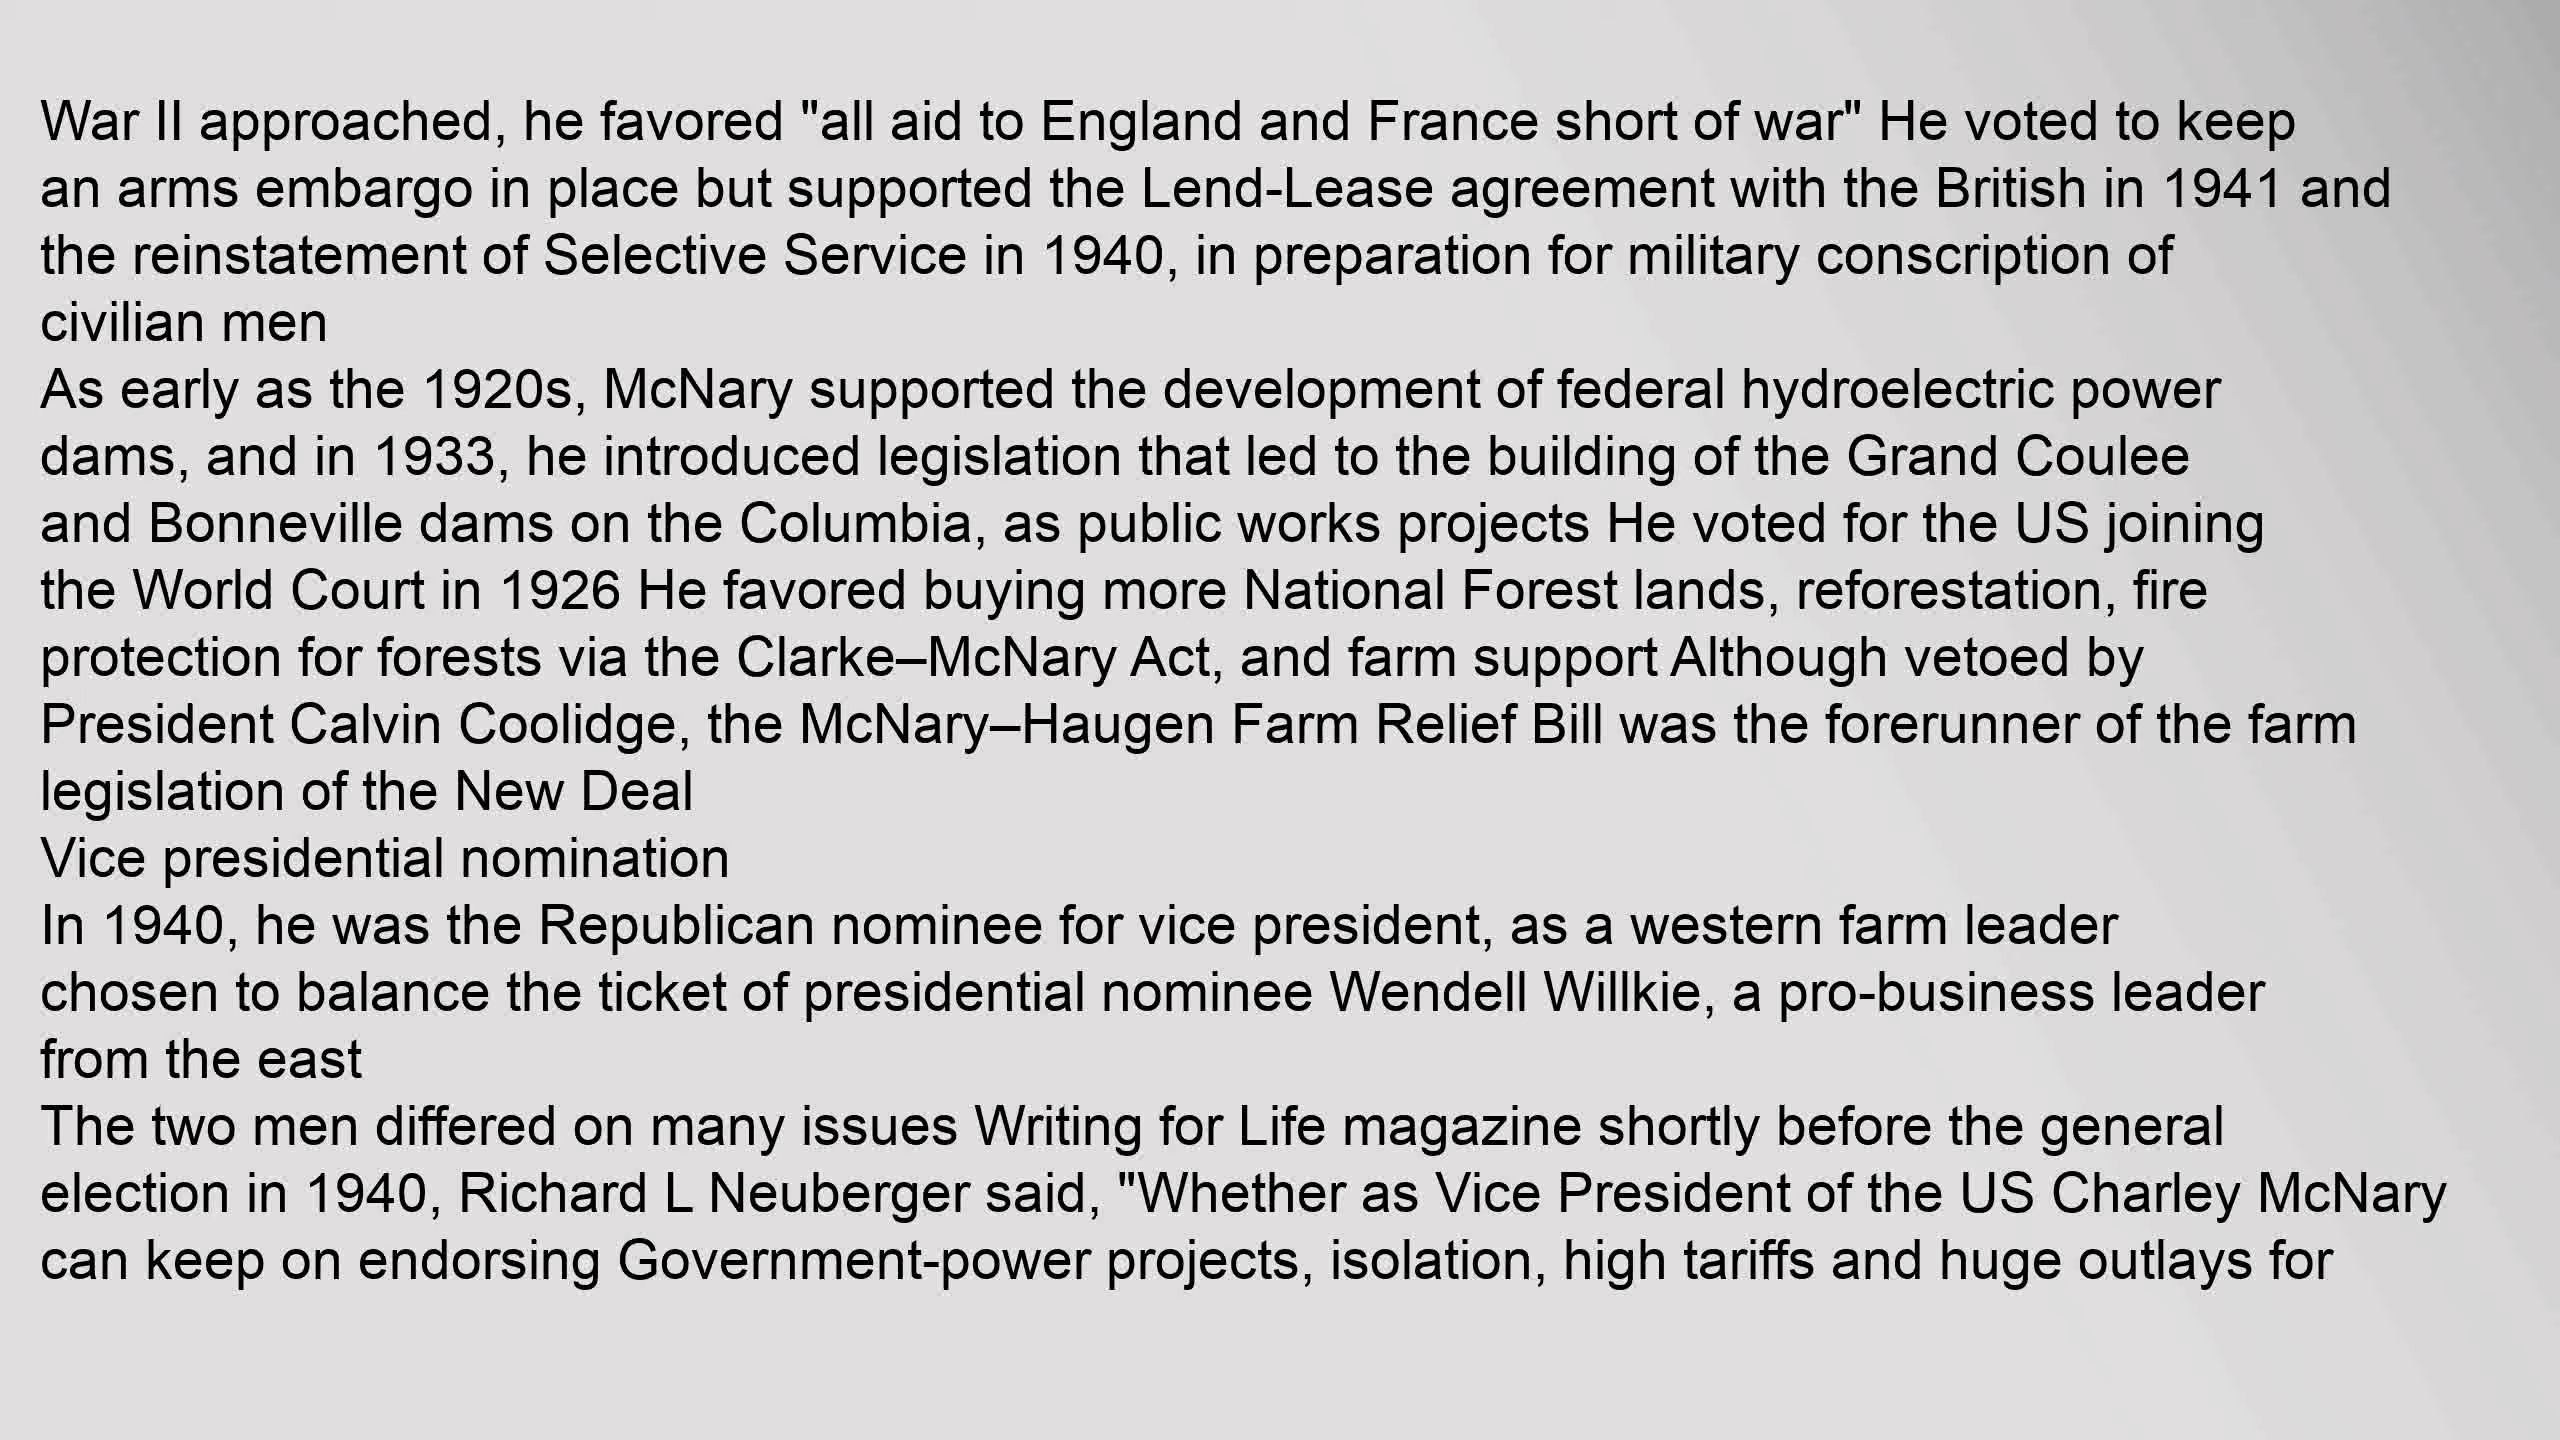 War II approached, he favored "all aid to England and France short of war" He voted to keep
an arms embargo in place but supported the Lend-Lease agreement with the British in 1941 and
the reinstatement of Selective Service in 1940, in preparation for military conscription of
civilian men
As early as the 1920s, McNary supported the development of federal hydroelectric power
dams, and in 1933, he introduced legislation that led to the building of the Grand Coulee
and Bonneville dams on the Columbia, as public works projects He voted for the US joining
the World Court in 1926 He favored buying more National Forest lands, reforestation, fire
protection for forests via the Clarke–McNary Act, and farm support Although vetoed by
President Calvin Coolidge, the McNary–Haugen Farm Relief Bill was the forerunner of the farm
legislation of the New Deal
Vice presidential nomination
In 1940, he was the Republican nominee for vice president, as a western farm leader
chosen to balance the ticket of presidential nominee Wendell Willkie, a pro-business leader
from the east
The two men differed on many issues Writing for Life magazine shortly before the general
election in 1940, Richard L Neuberger said, "Whether as Vice President of the US Charley McNary
can keep on endorsing Government-power projects, isolation, high tariffs and huge outlays for